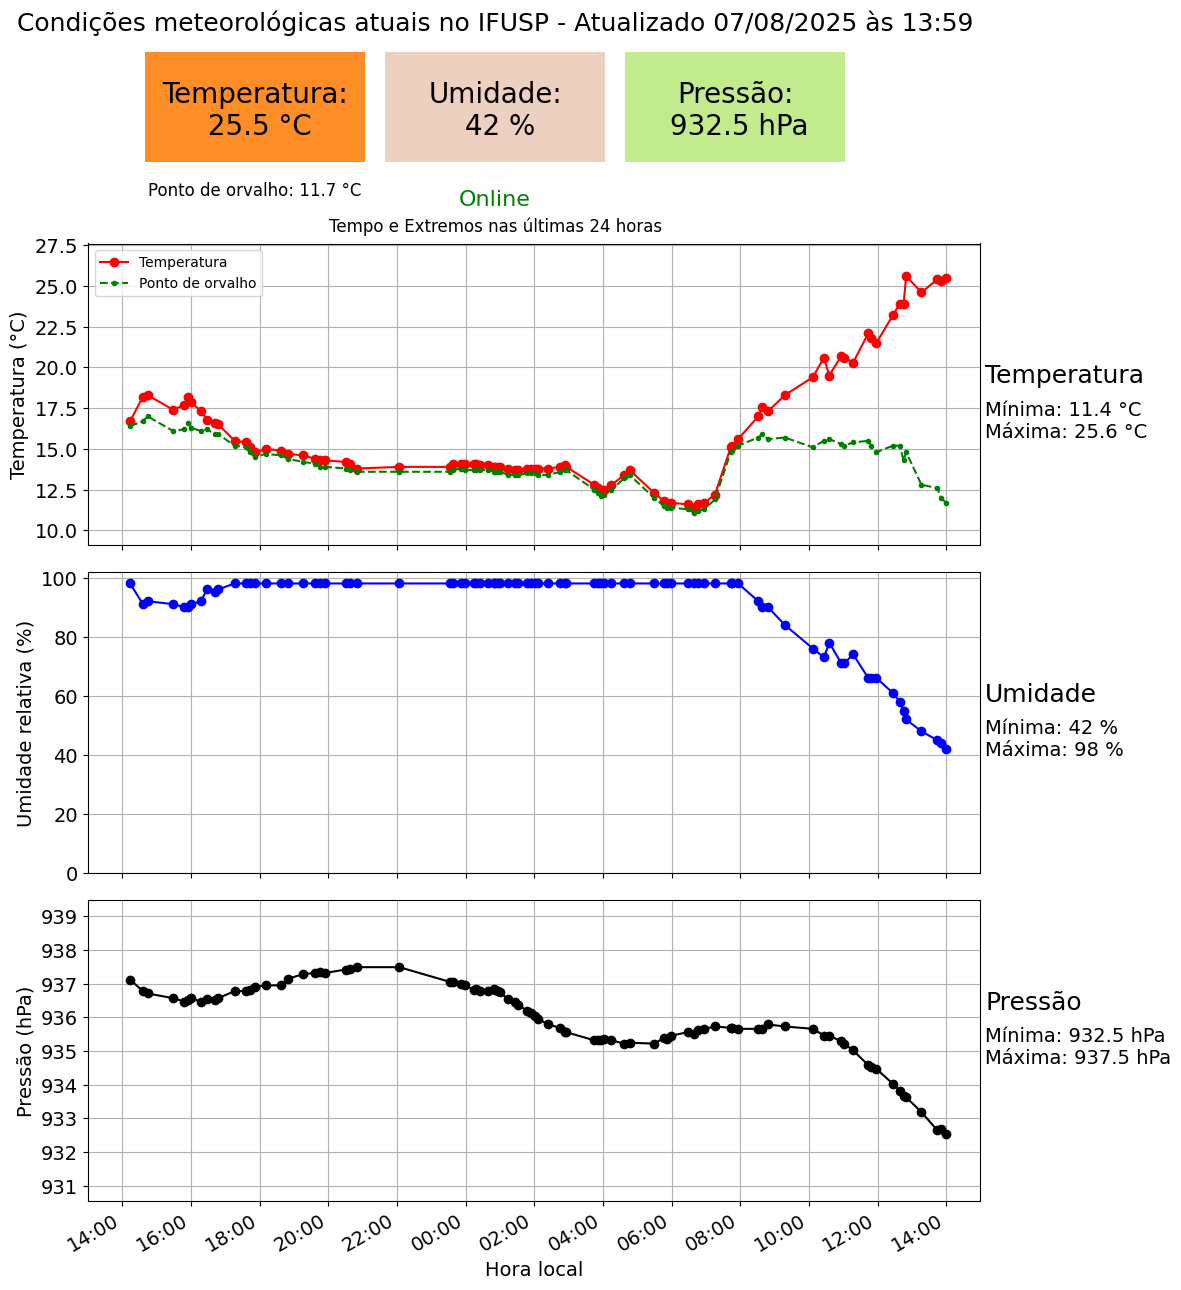 Condições meteorológicas atuais no IFUSP - Atualizado 07/08/2025 às 13:59
Temperatura:
25.5 °C
Umidade:
42 %
Pressão:
932.5 hPa
Ponto de orvalho: 11.7 °C
Online
Tempo e Extremos nas últimas 24 horas
Temperatura (°C)
27.5
25.0
22.5
20.0
17.5
15.0
12.5
10.0
Temperatura
Ponto de orvalho
Temperatura
Mínima: 11.4 °C
Máxima: 25.6 °C
Umidade relativa (%)
100
80
60
40
20
0
Umidade
Mínima: 42 %
Máxima: 98 %
Pressão (hPa)
939
938
937
936
935
934
933
932
931
Pressão
Mínima: 932.5 hPa
Máxima: 937.5 hPa
14:00 16:00 18:00 20:00 22:00 00:00 02:00 04:00 06:00 08:00 10:00 12:00 14:00
Hora local